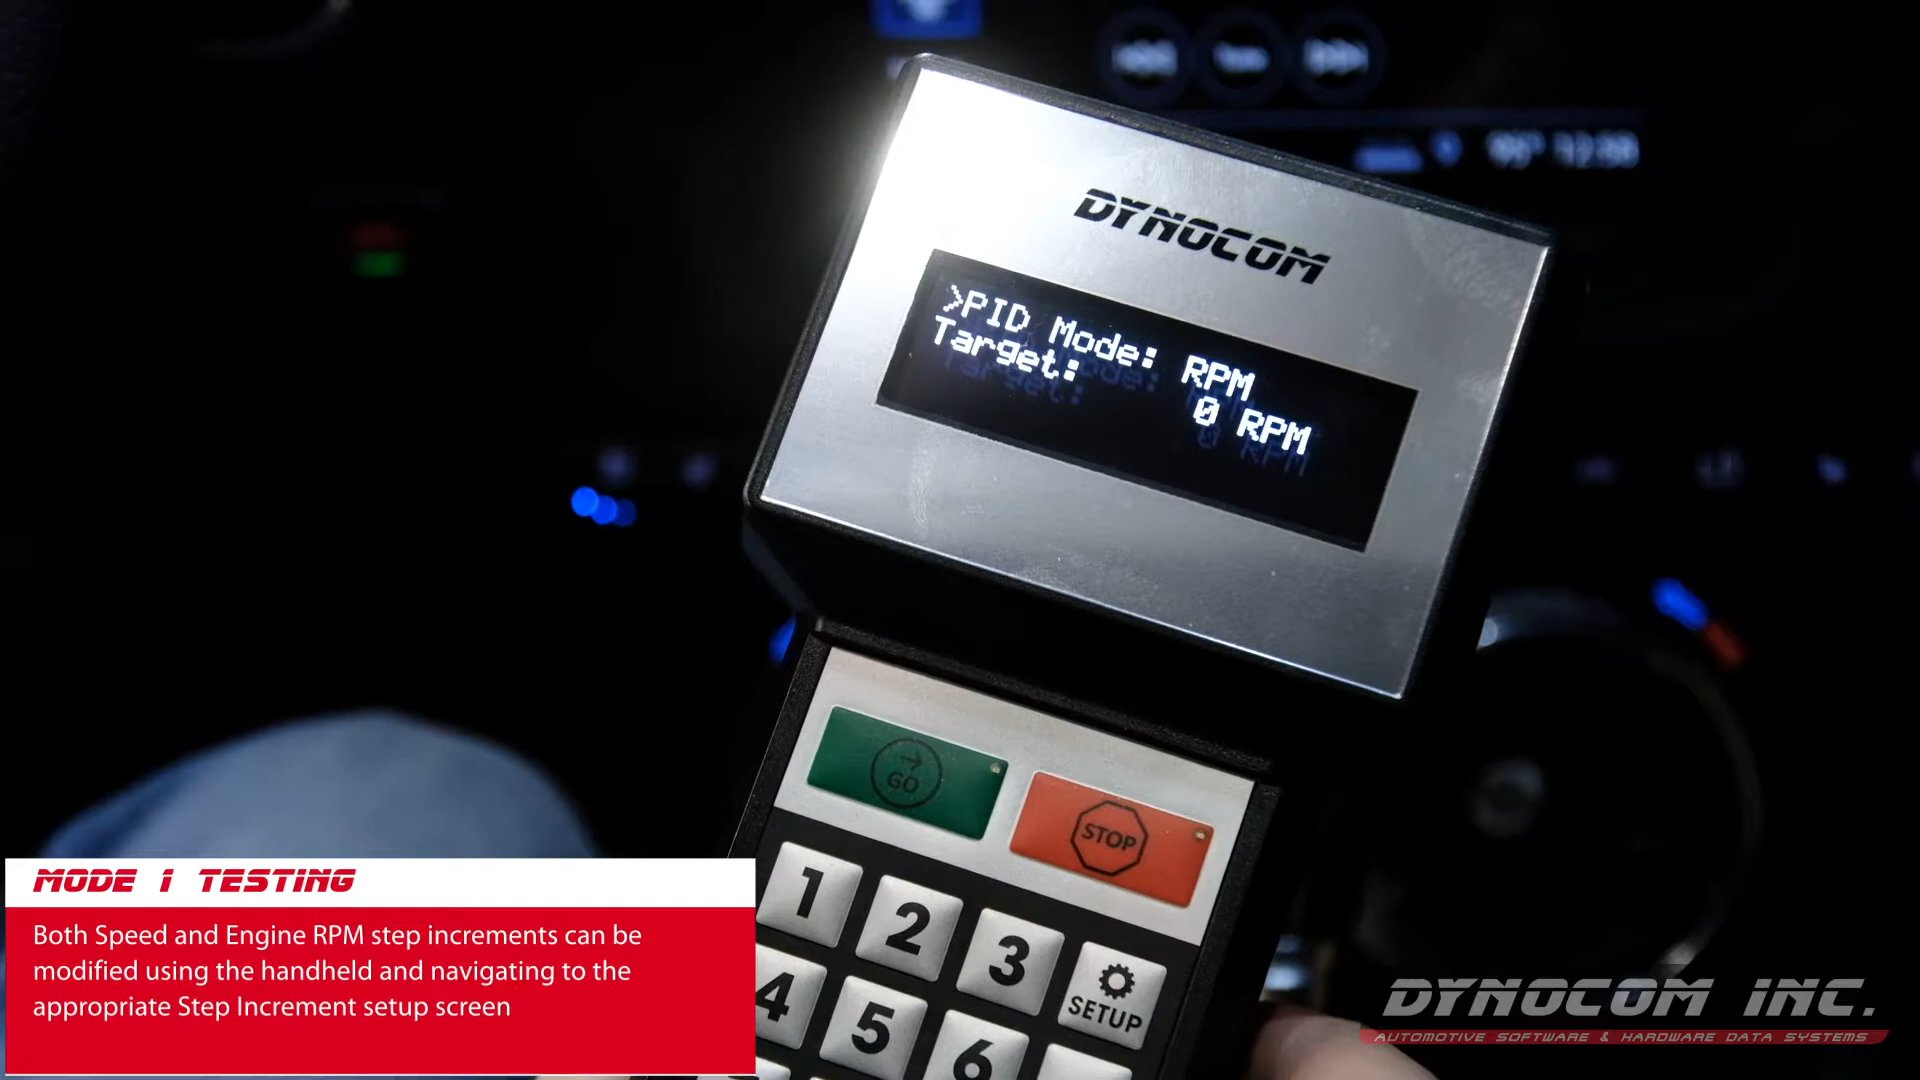 DYNOCOM
>PID Mode: RPM
Target:
0 RPM
GO
STOP
1
2
3
SETUP
4
5
6
MODE 1 TESTING
Both Speed and Engine RPM step increments can be
modified using the handheld and navigating to the
appropriate Step Increment setup screen
DYNOCOM INC.
AUTOMOTIVE SOFTWARE & HARDWARE DATA SYSTEMS